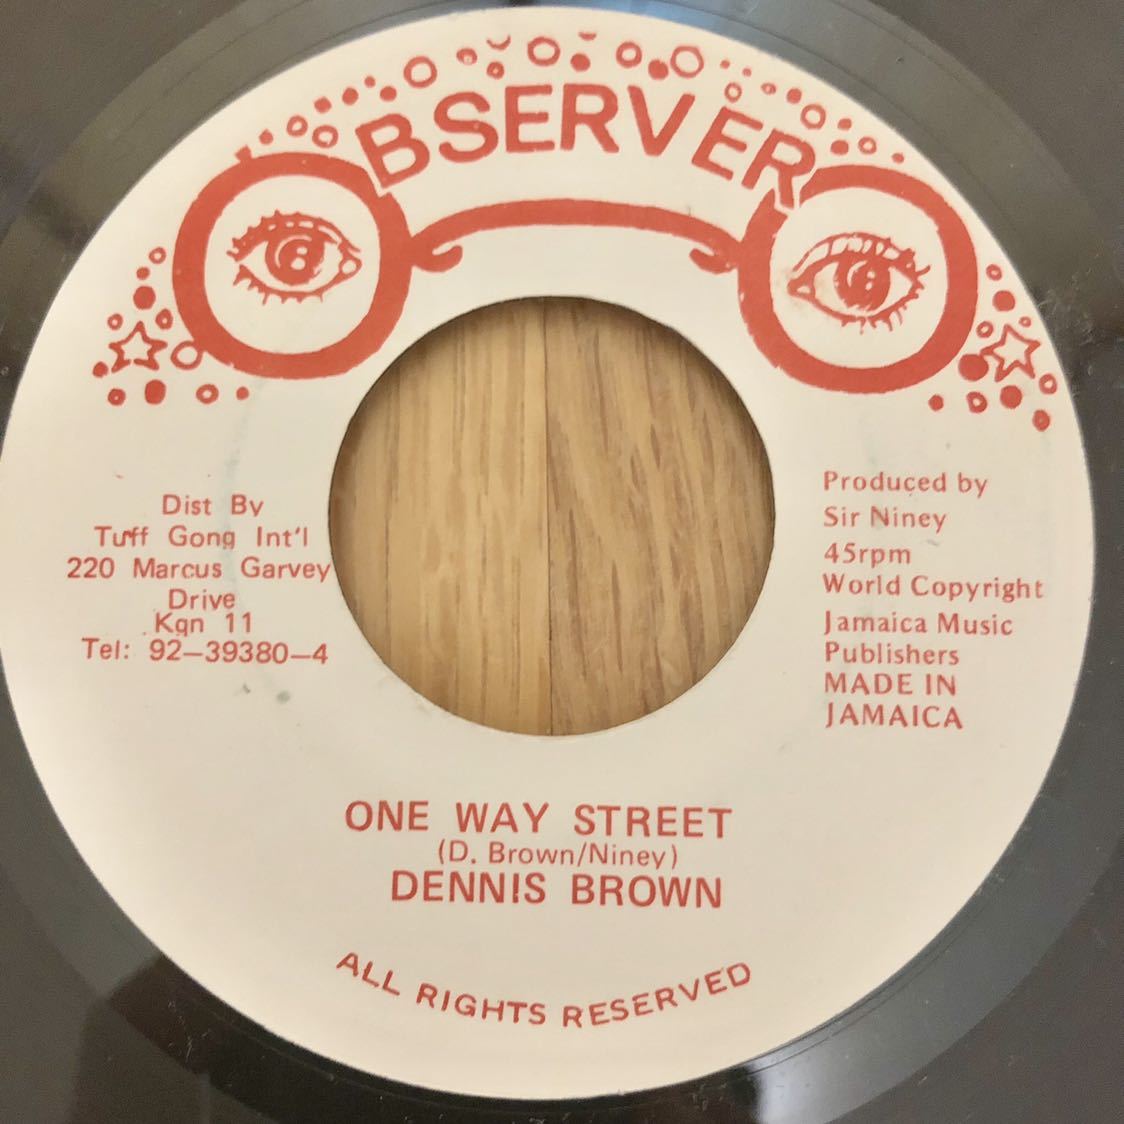 OBSERVER
Dist By
Tuff Gong Int'l
220 Marcus Garvey
Drive
Kgn 11
Tel: 92-39380-4
Produced by
Sir Niney
45rpm
World Copyright
Jamaica Music
Publishers
MADE IN
JAMAICA
ONE WAY STREET
(D. Brown/Niney)
DENNIS BROWN
ALL RIGHTS RESERVED